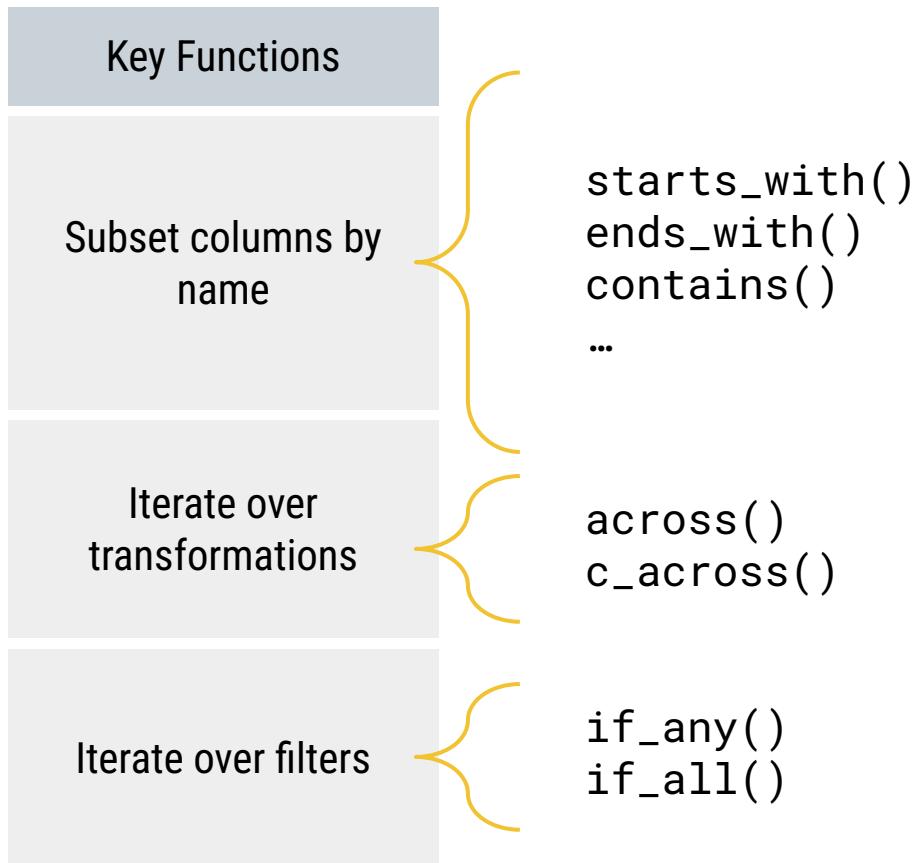 Key Functions
Subset columns by
name
starts_with()
ends_with()
contains()
…
Iterate over
transformations
across()
c_across()
Iterate over filters
if_any()
if_all()